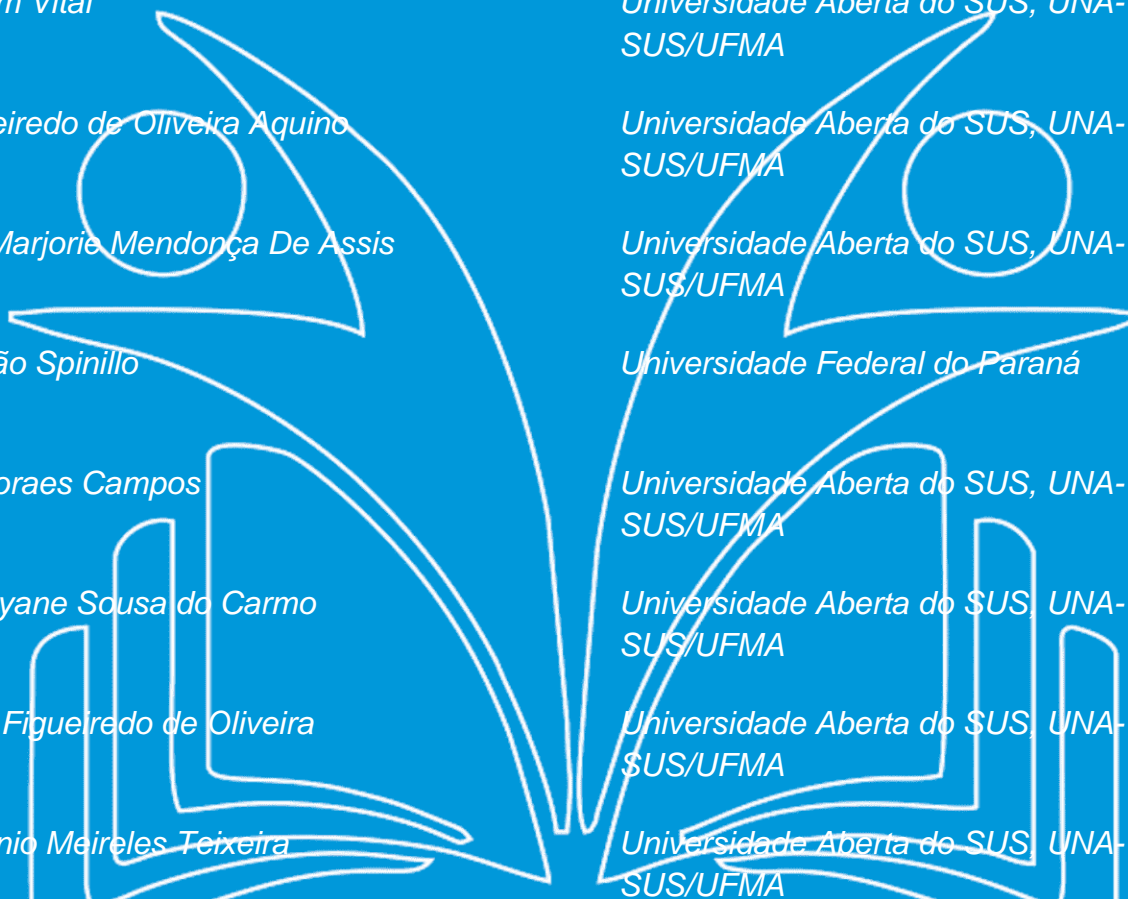 m Vital
Universidade Aberta do SUS, UNA-
SUS/UFMA
eiredo de Oliveira Aquino
Universidade Aberta do SUS, UNA-
SUS/UFMA
Marjorie Mendonça De Assis
Universidade Aberta do SUS, UNA-
SUS/UFMA
ão Spinillo
Universidade Federal do Paraná
oraes Campos
Universidade Aberta do SUS, UNA-
SUS/UFMA
yane Sousa do Carmo
Universidade Aberta do SUS, UNA-
SUS/UFMA
Figueiredo de Oliveira
Universidade Aberta do SUS, UNA-
SUS/UFMA
nio Meireles Teixeira
Universidade Aberta do SUS, UNA-
SUS/UFMA